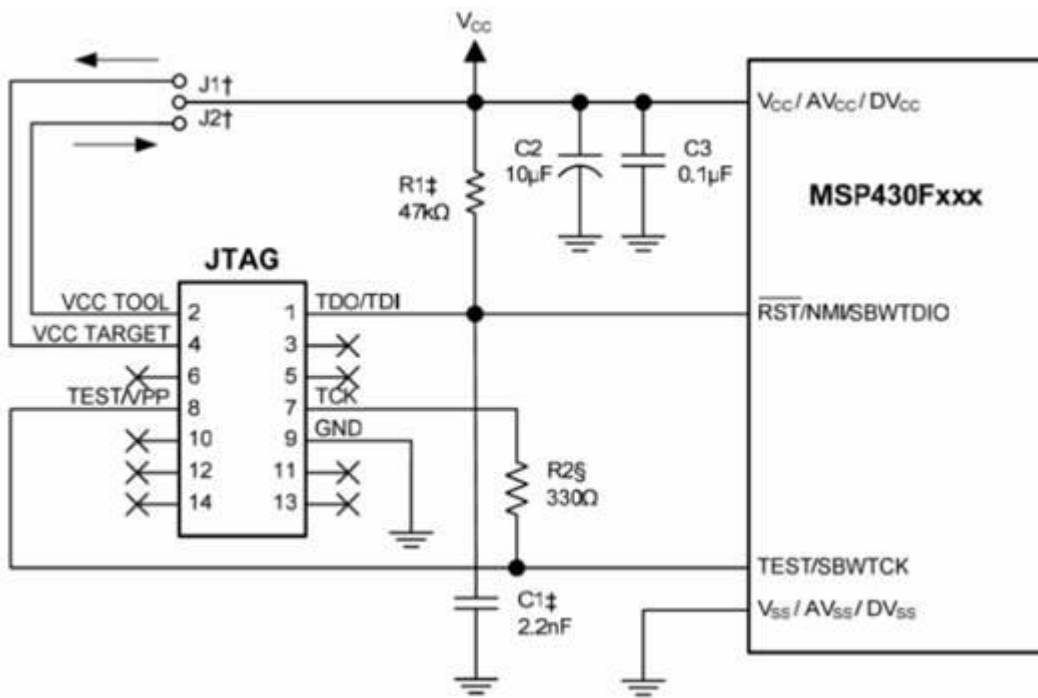 VCC
J1†
J2†
VCC / AVCC / DVCC
C2
10µF
C3
0.1µF
R1‡
47kΩ
MSP430Fxxx
JTAG
VCC TOOL
2
1
TDO/TDI
RST/NMI/SBWTDIO
VCC TARGET
4
3
6
5
TEST/VPP
8
7
TCK
10
9
GND
12
11
14
13
R2§
330Ω
TEST/SBWTCK
C1‡
2.2nF
VSS / AVSS / DVSS